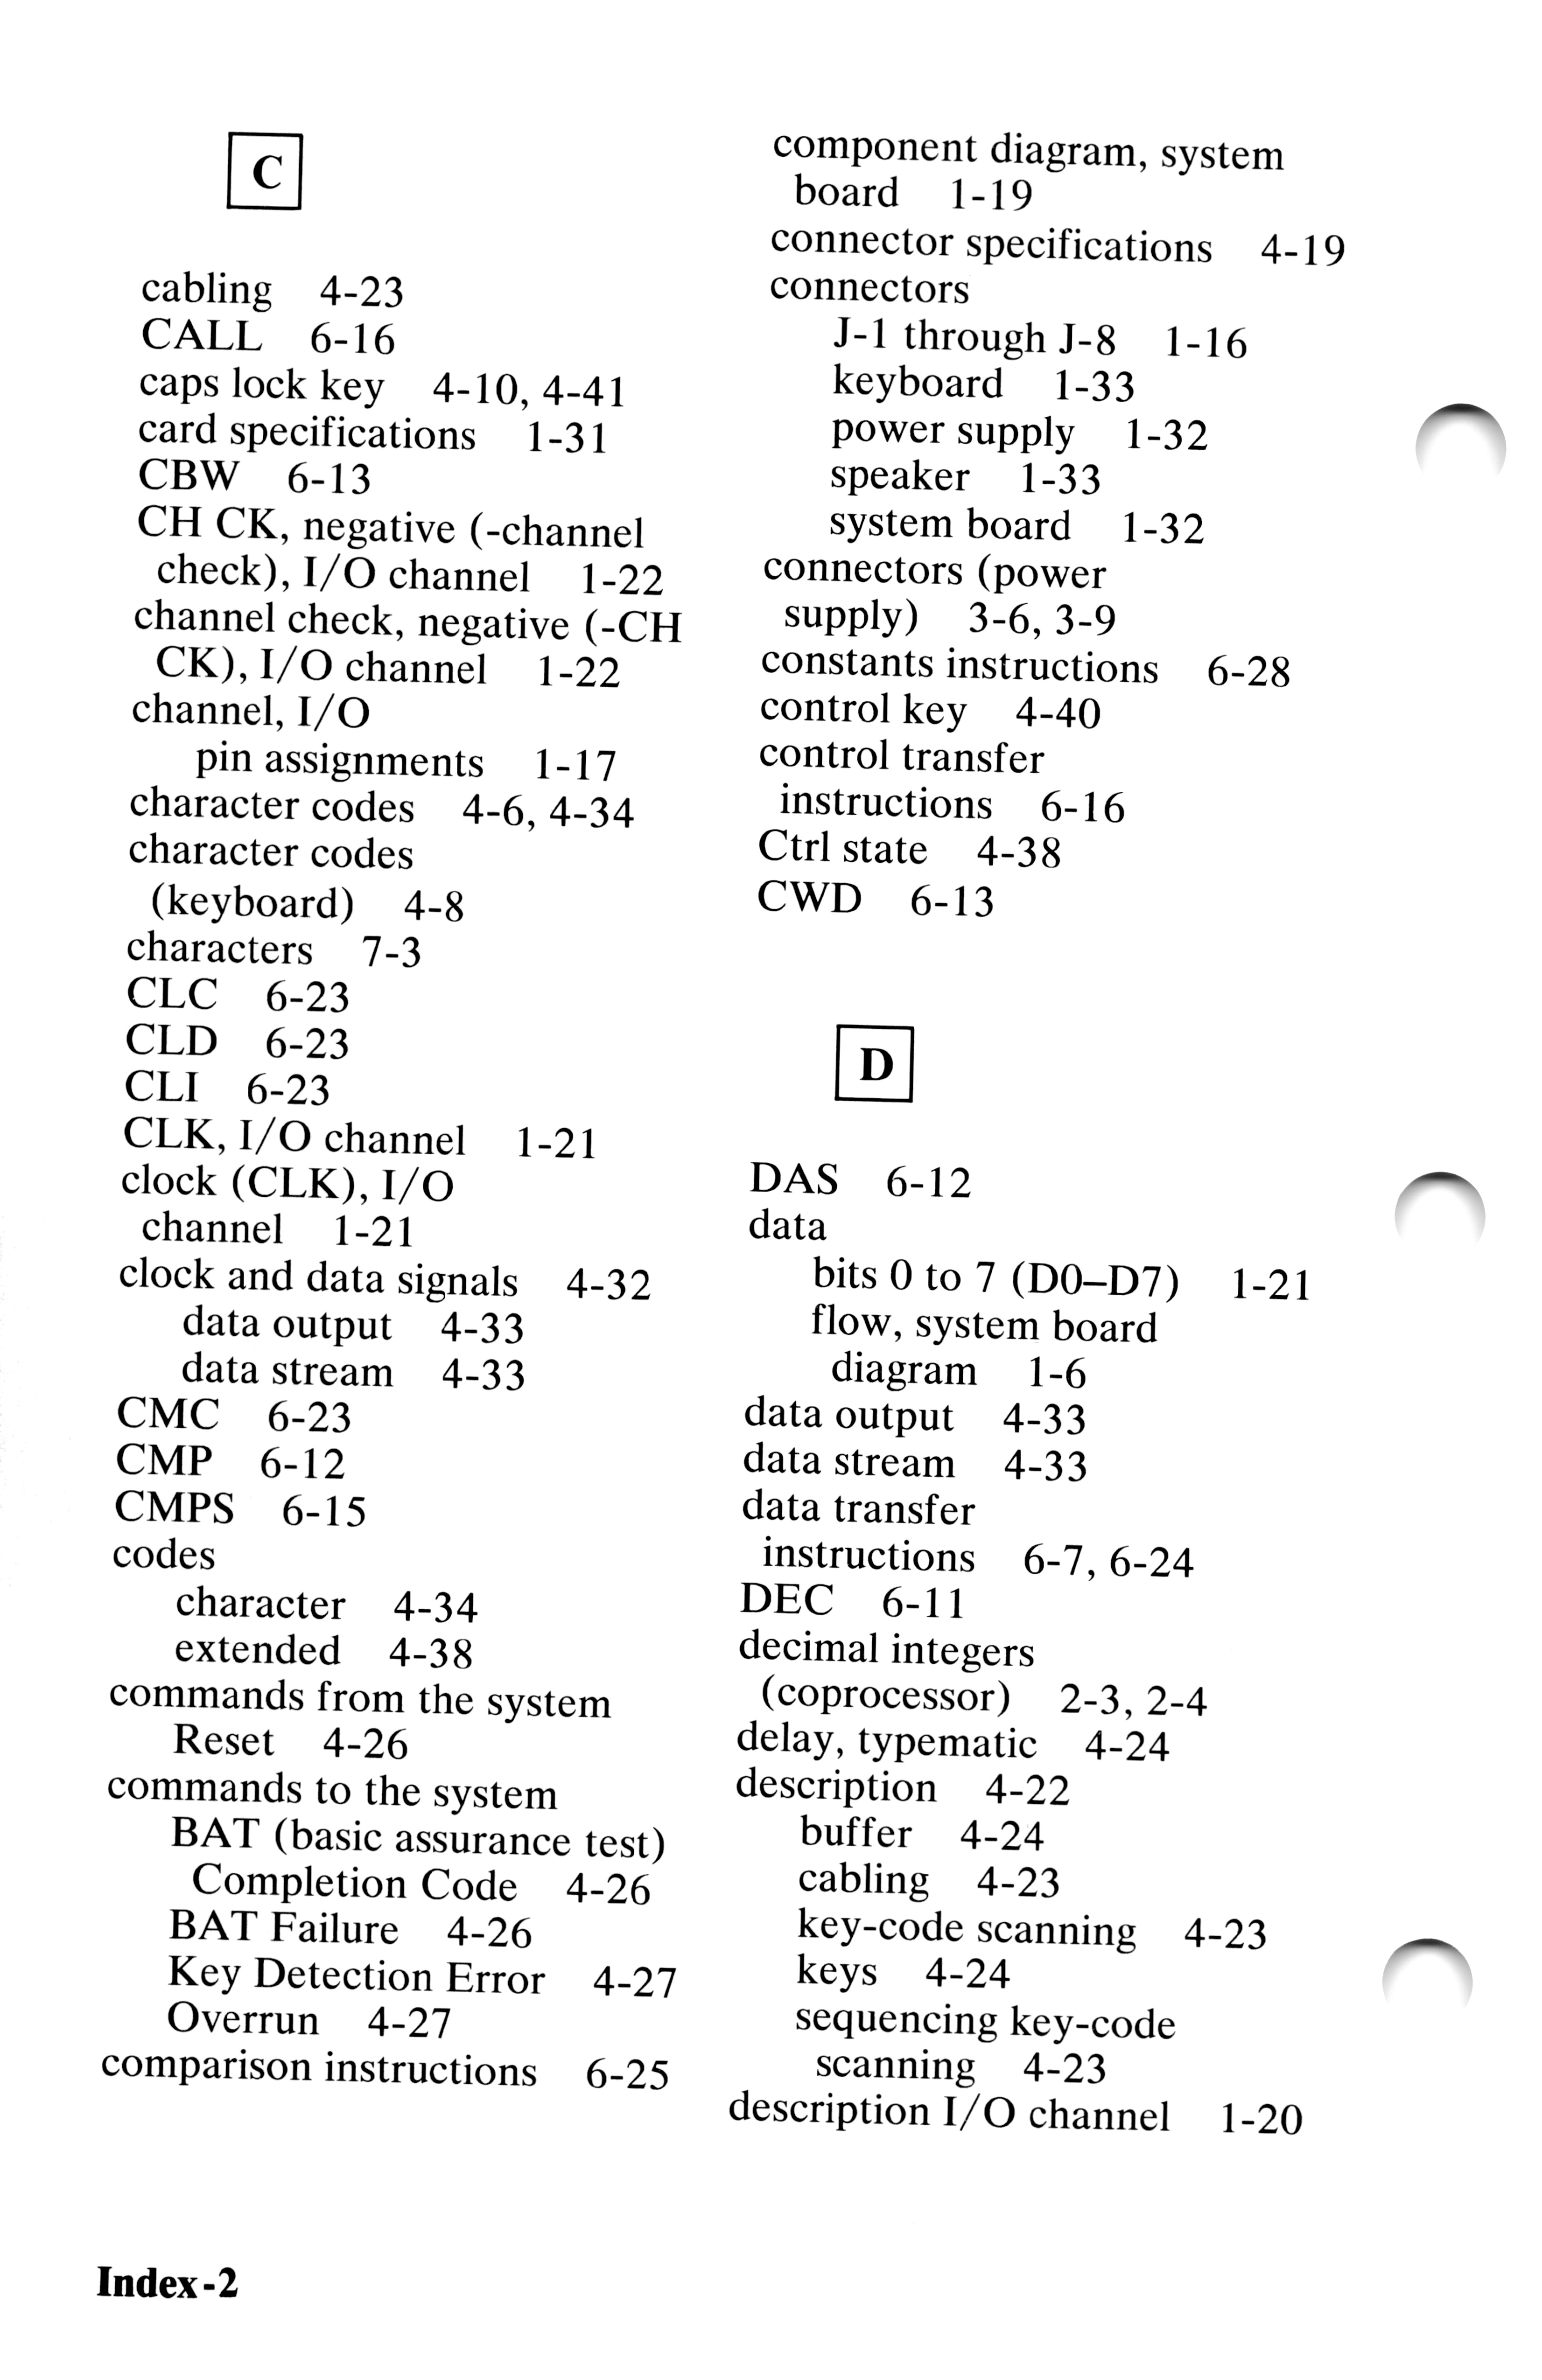 C
cabling 4-23
CALL 6-16
caps lock key 4-10, 4-41
card specifications 1-31
CBW 6-13
CH CK, negative (-channel
check), I/O channel 1-22
channel check, negative (-CH
CK), I/O channel 1-22
channel, I/O
pin assignments 1-17
character codes 4-6, 4-34
character codes
(keyboard) 4-8
characters 7-3
CLC 6-23
CLD 6-23
CLI 6-23
CLK, I/O channel 1-21
clock (CLK), I/O
channel 1-21
clock and data signals 4-32
data output 4-33
data stream 4-33
CMC 6-23
CMP 6-12
CMPS 6-15
codes
character 4-34
extended 4-38
commands from the system
Reset 4-26
commands to the system
BAT (basic assurance test)
Completion Code 4-26
BAT Failure 4-26
Key Detection Error 4-27
Overrun 4-27
comparison instructions 6-25
component diagram, system
board 1-19
connector specifications 4-19
connectors
J-1 through J-8 1-16
keyboard 1-33
power supply 1-32
speaker 1-33
system board 1-32
connectors (power
supply) 3-6, 3-9
constants instructions 6-28
control key 4-40
control transfer
instructions 6-16
Ctrl state 4-38
CWD 6-13
D
DAS 6-12
data
bits 0 to 7 (D0–D7) 1-21
flow, system board
diagram 1-6
data output 4-33
data stream 4-33
data transfer
instructions 6-7, 6-24
DEC 6-11
decimal integers
(coprocessor) 2-3, 2-4
delay, typematic 4-24
description 4-22
buffer 4-24
cabling 4-23
key-code scanning 4-23
keys 4-24
sequencing key-code
scanning 4-23
description I/O channel 1-20
Index-2